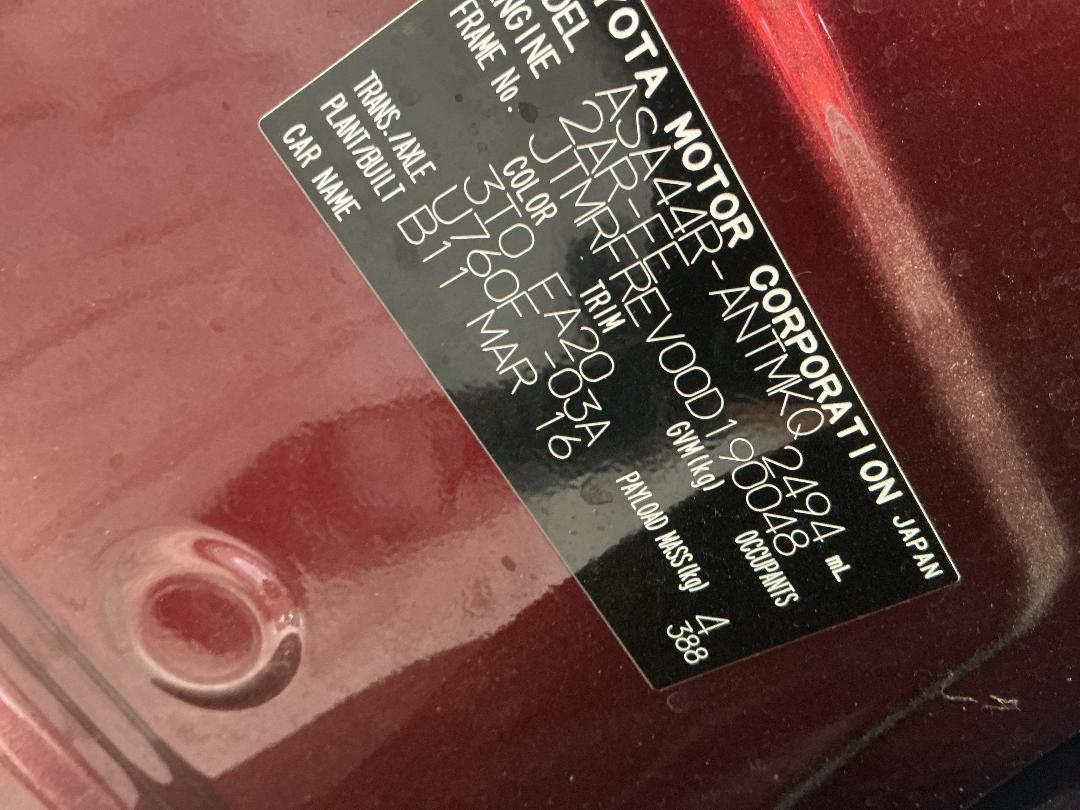 YOTA MOTOR CORPORATION JAPAN
DEL ASA44R-ANTMKQ
ENGINE 2AR-FE 2494 mL
FRAME No. JTMRFREV00D190048
COLOR TRIM GVM(kg) OCCUPANTS
3T0 FA20
TRANS./AXLE U760F -03A PAYLOAD MASS(kg) 4
PLANT/BUILT B11 MAR 16 388
CAR NAME